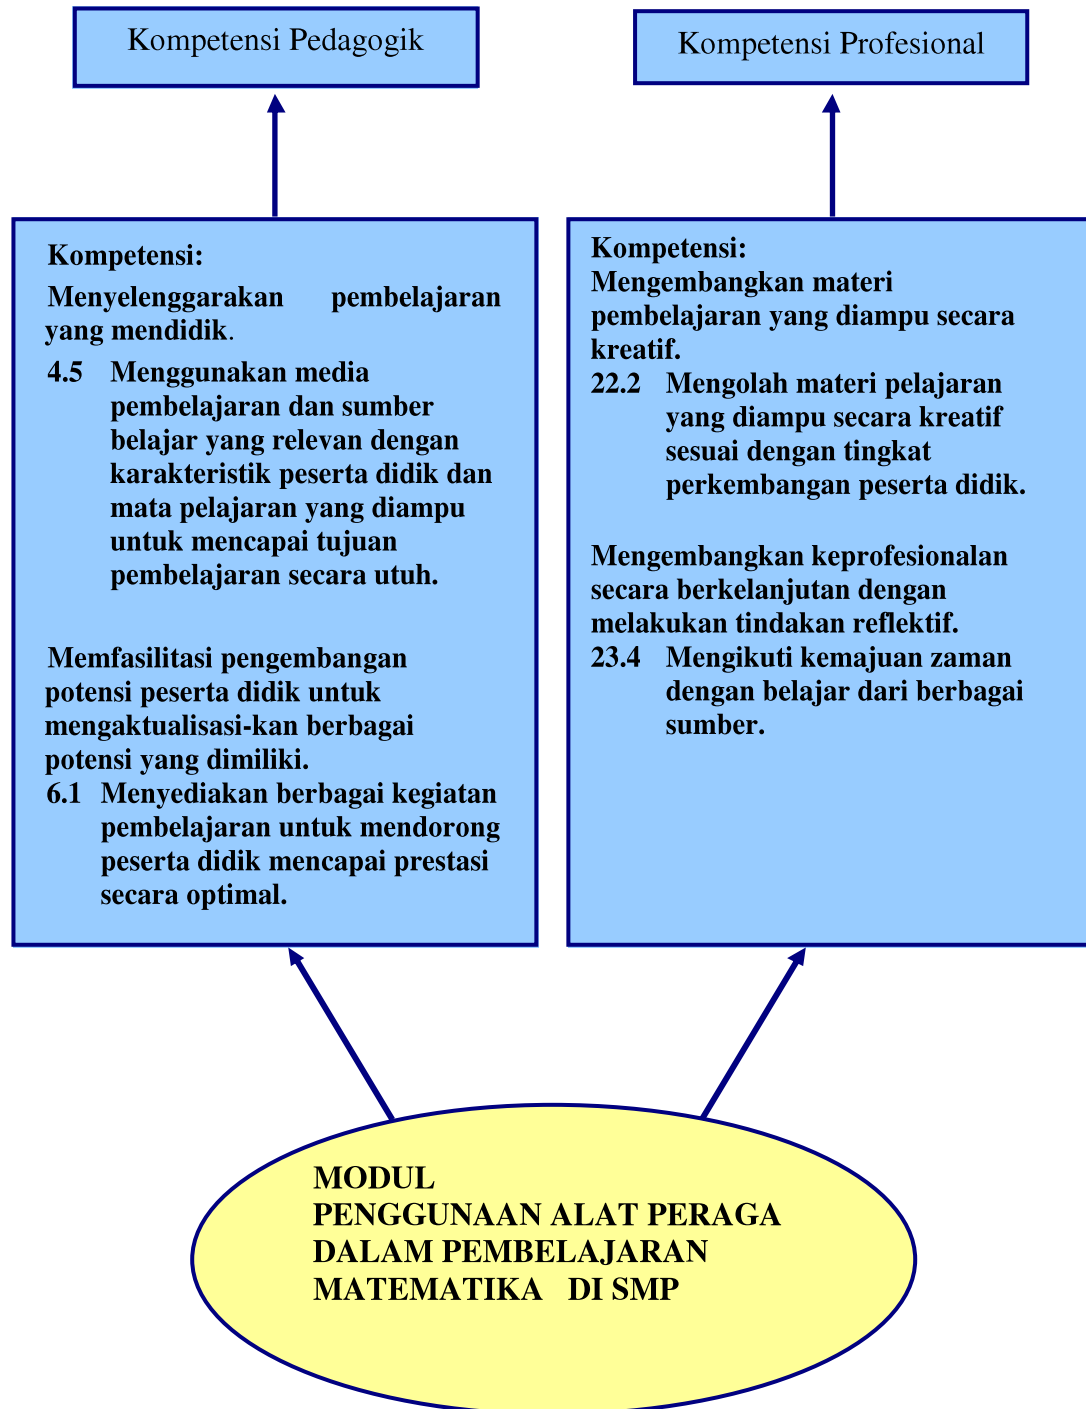 Kompetensi Pedagogik
Kompetensi Profesional
Kompetensi:
Menyelenggarakan pembelajaran
yang mendidik.
4.5 Menggunakan media
pembelajaran dan sumber
belajar yang relevan dengan
karakteristik peserta didik dan
mata pelajaran yang diampu
untuk mencapai tujuan
pembelajaran secara utuh.
Memfasilitasi pengembangan
potensi peserta didik untuk
mengaktualisasi-kan berbagai
potensi yang dimiliki.
6.1 Menyediakan berbagai kegiatan
pembelajaran untuk mendorong
peserta didik mencapai prestasi
secara optimal.
Kompetensi:
Mengembangkan materi
pembelajaran yang diampu secara
kreatif.
22.2 Mengolah materi pelajaran
yang diampu secara kreatif
sesuai dengan tingkat
perkembangan peserta didik.
Mengembangkan keprofesionalan
secara berkelanjutan dengan
melakukan tindakan reflektif.
23.4 Mengikuti kemajuan zaman
dengan belajar dari berbagai
sumber.
MODUL
PENGGUNAAN ALAT PERAGA
DALAM PEMBELAJARAN
MATEMATIKA DI SMP